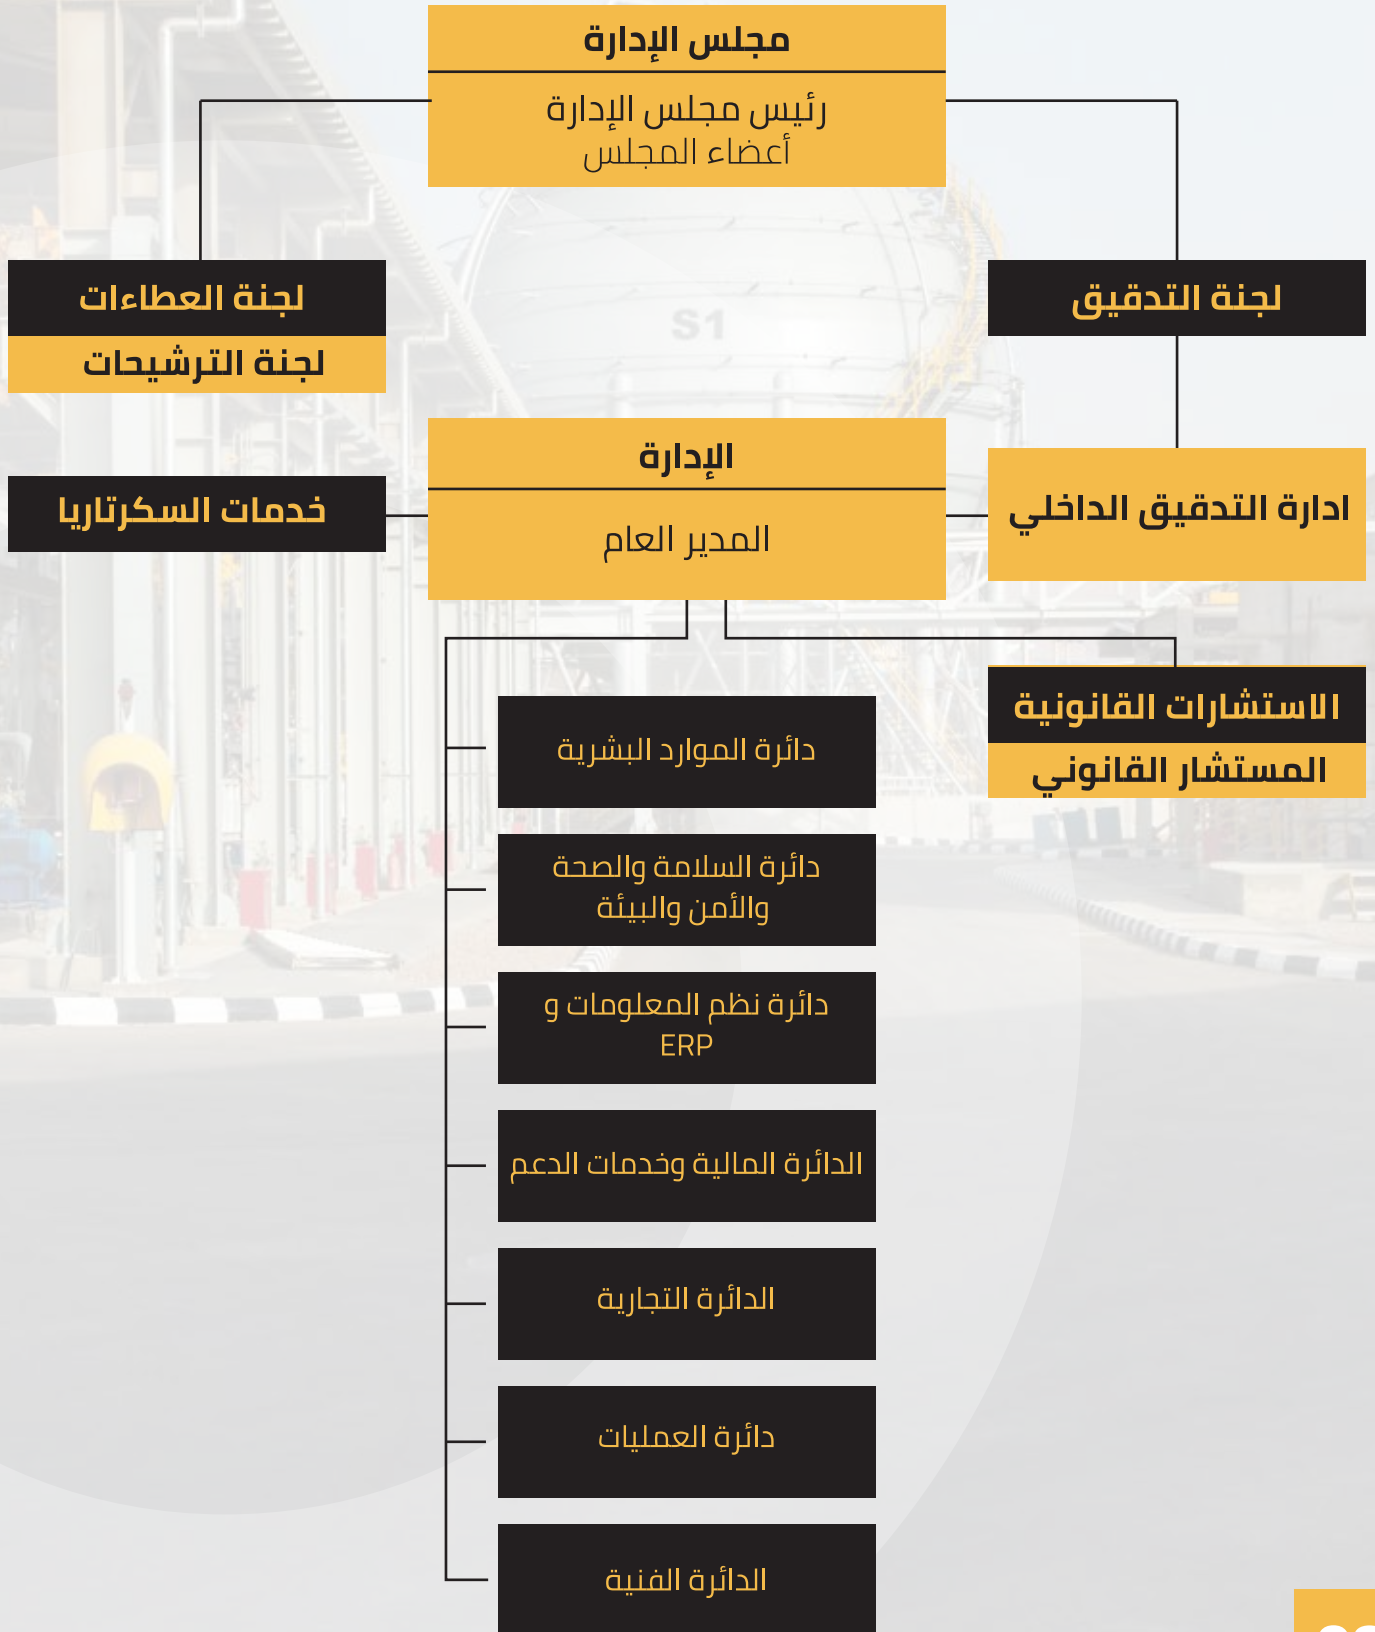 مجلس الإدارة
رئيس مجلس الإدارة
أعضاء المجلس
لجنة التدقيق
لجنة العطاءات
لجنة الترشيحات
S1
الإدارة
المدير العام
ادارة التدقيق الداخلي
خدمات السكرتاريا
الاستشارات القانونية
المستشار القانوني
دائرة الموارد البشرية
دائرة السلامة والصحة
والأمن والبيئة
دائرة نظم المعلومات و
ERP
الدائرة المالية وخدمات الدعم
الدائرة التجارية
دائرة العمليات
الدائرة الفنية